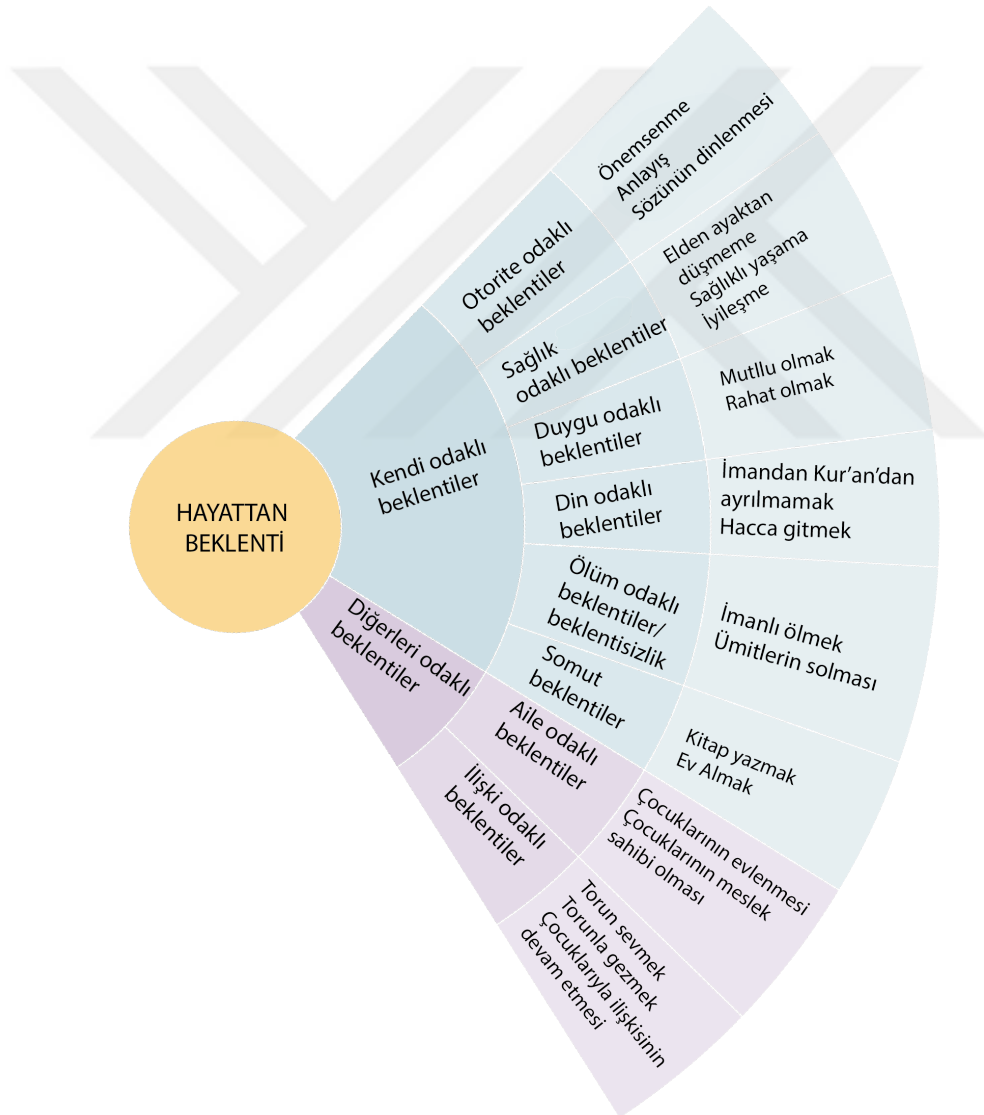 HAYATTAN
BEKLENTİ
Kendi odaklı
beklentiler
Otorite odaklı
beklentiler
Önemsenme
Anlayış
Sözünün dinlenmesi
Sağlık
odaklı beklentiler
Elden ayaktan
düşmeme
Sağlıklı yaşama
İyileşme
Duygu odaklı
beklentiler
Mutllu olmak
Rahat olmak
Din odaklı
beklentiler
İmandan Kur’an’dan
ayrılmamak
Hacca gitmek
Ölüm odaklı
beklentiler/
beklentisizlik
İmanlı ölmek
Ümitlerin solması
Somut
beklentiler
Kitap yazmak
Ev Almak
Diğerleri odaklı
beklentiler
Aile odaklı
beklentiler
Çocuklarının evlenmesi
Çocuklarının meslek
sahibi olması
İlişki odaklı
beklentiler
Torun sevmek
Torunla gezmek
Çocuklarıyla ilişkisinin
devam etmesi